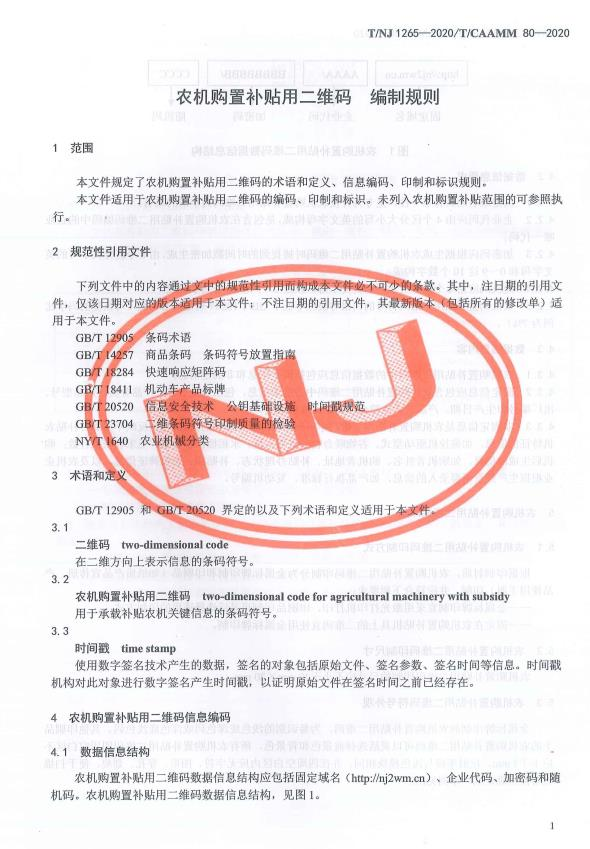 T/NJ 1265—2020/T/CAAMM 80—2020
农机购置补贴用二维码 编制规则
1 范围
本文件规定了农机购置补贴用二维码的术语和定义、信息编码、印制和标识规则。
本文件适用于农机购置补贴用二维码的编码、印制和标识。未列入农机购置补贴范围的可参照执
行。
2 规范性引用文件
下列文件中的内容通过文中的规范性引用而构成本文件必不可少的条款。其中，注日期的引用文
件，仅该日期对应的版本适用于本文件；不注日期的引用文件，其最新版本（包括所有的修改单）适
用于本文件。
GB/T 12905 条码术语
GB/T 14257 商品条码 条码符号放置指南
GB/T 18284 快速响应矩阵码
GB/T 18411 机动车产品标牌
GB/T 20520 信息安全技术 公钥基础设施 时间戳规范
GB/T 23704 二维条码符号印制质量的检验
NY/T 1640 农业机械分类
NJ
3 术语和定义
GB/T 12905 和 GB/T 20520 界定的以及下列术语和定义适用于本文件。
3.1
二维码 two-dimensional code
在二维方向上表示信息的条码符号。
3.2
农机购置补贴用二维码 two-dimensional code for agricultural machinery with subsidy
用于承载补贴农机关键信息的条码符号。
3.3
时间戳 time stamp
使用数字签名技术产生的数据，签名的对象包括原始文件、签名参数、签名时间等信息。时间戳
机构对此对象进行数字签名产生时间戳，以证明原始文件在签名时间之前已经存在。
4 农机购置补贴用二维码信息编码
4.1 数据信息结构
农机购置补贴用二维码数据信息结构应包括固定域名（http://nj2wm.cn）、企业代码、加密码和随
机码。农机购置补贴用二维码数据信息结构，见图 1。
1